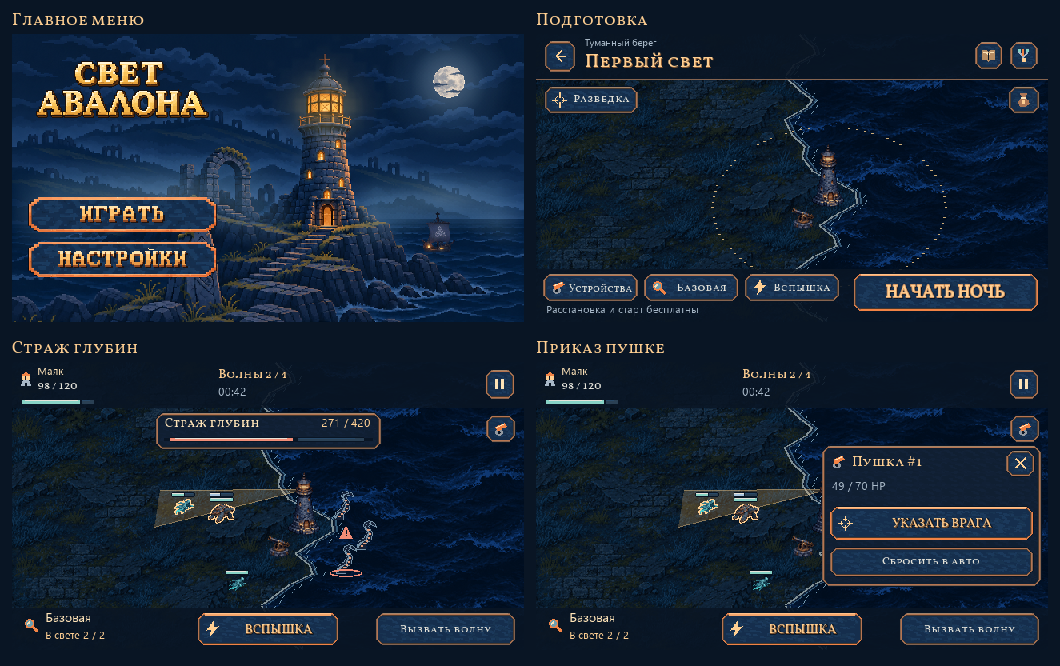 Главное меню
СВЕТ
АВАЛОНА
ИГРАТЬ
НАСТРОЙКИ
Подготовка
Туманный берег
Первый свет
Разведка
Устройства
Базовая
Вспышка
НАЧАТЬ НОЧЬ
Расстановка и старт бесплатны
Страж глубин
Маяк
98 / 120
Волны 2 / 4
00:42
Страж глубин 271 / 420
Базовая
В свете 2 / 2
ВСПЫШКА
Вызвать волну
Приказ пушке
Маяк
98 / 120
Волны 2 / 4
00:42
Пушка #1
49 / 70 HP
УКАЗАТЬ ВРАГА
Сбросить в авто
Базовая
В свете 2 / 2
ВСПЫШКА
Вызвать волну